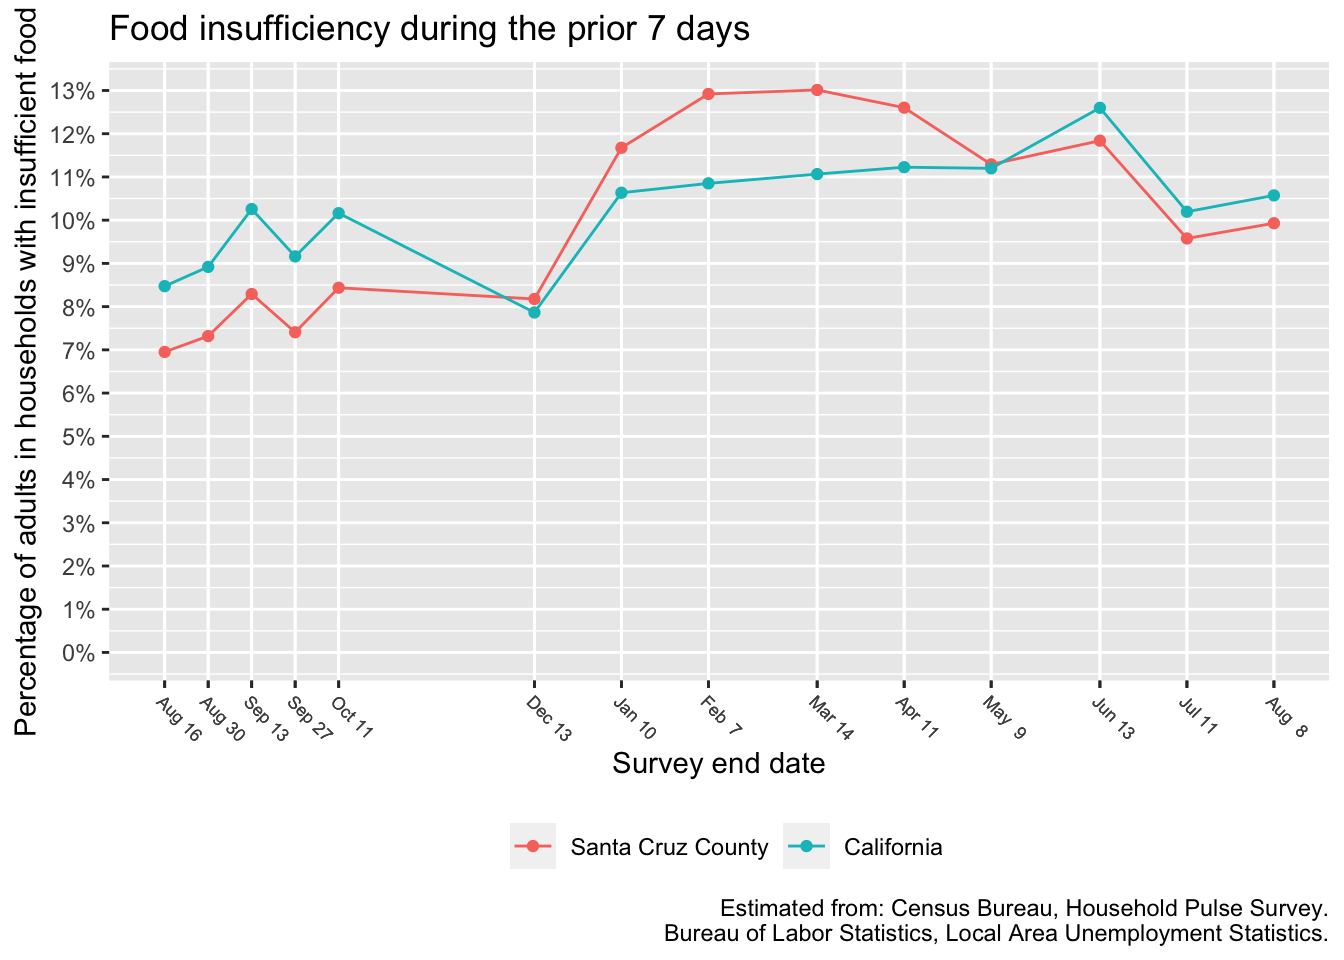 Food insufficiency during the prior 7 days
Percentage of adults in households with insufficient food
13%
12%
11%
10%
9%
8%
7%
6%
5%
4%
3%
2%
1%
0%
Aug 16
Aug 30
Sep 13
Sep 27
Oct 11
Dec 13
Jan 10
Feb 7
Mar 14
Apr 11
May 9
Jun 13
Jul 11
Aug 8
Survey end date
Santa Cruz County
California
Estimated from: Census Bureau, Household Pulse Survey.
Bureau of Labor Statistics, Local Area Unemployment Statistics.